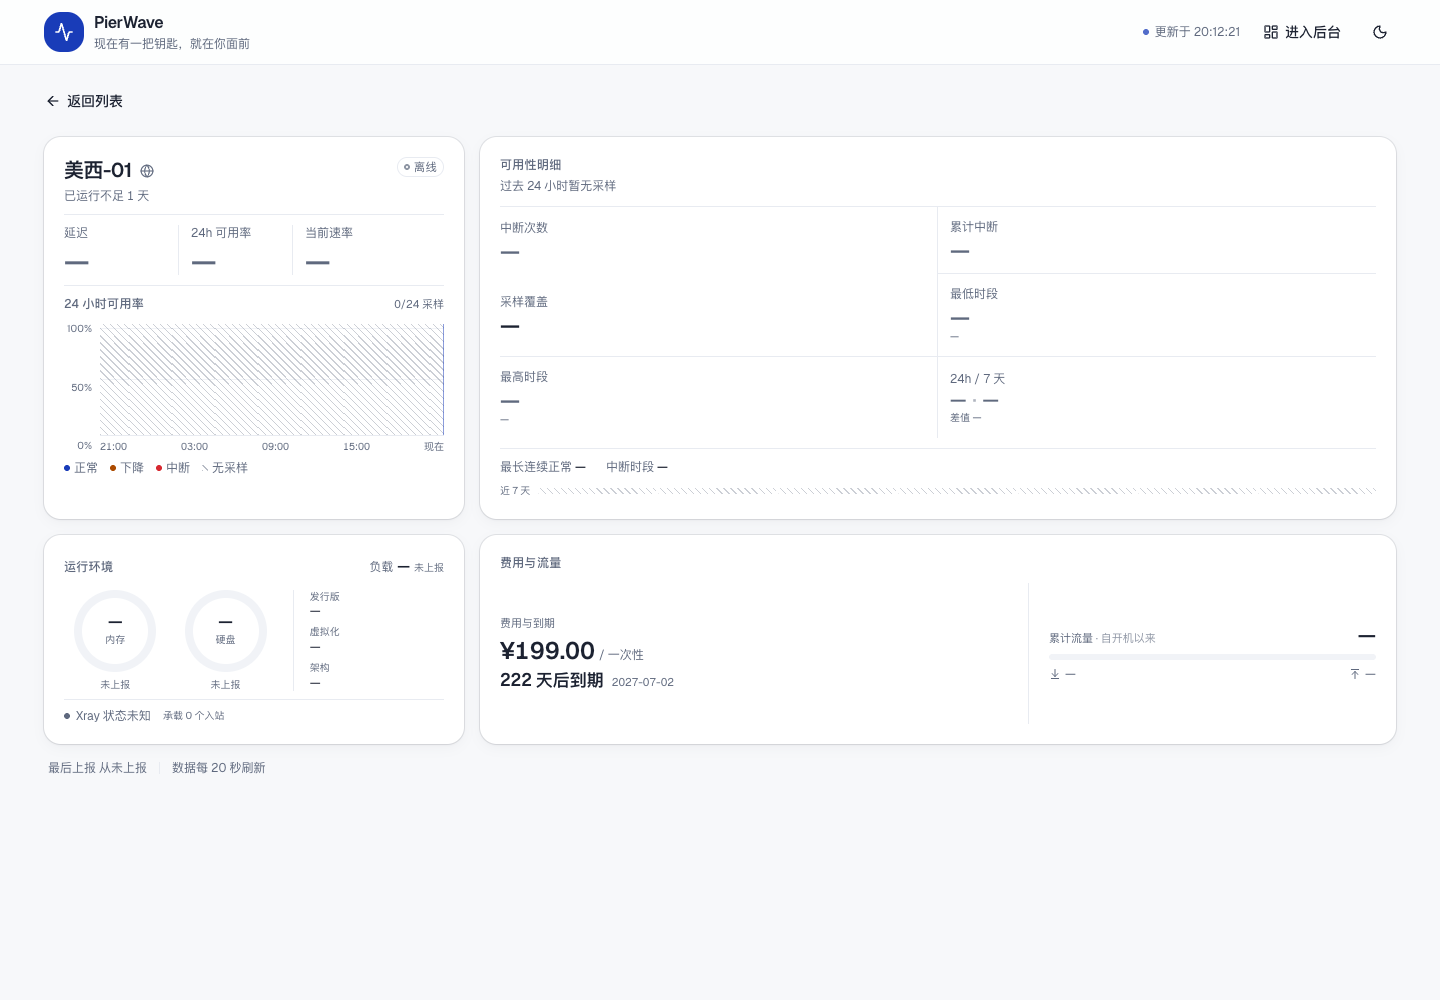 PierWave
现在有一把钥匙，就在你面前
更新于 20:12:21
进入后台
返回列表
美西-01
离线
已运行不足 1 天
延迟
—
24h 可用率
—
当前速率
—
24 小时可用率
0/24 采样
100%
50%
0%
21:00
03:00
09:00
15:00
现在
正常
下降
中断
无采样
可用性明细
过去 24 小时暂无采样
中断次数
—
累计中断
—
采样覆盖
—
最低时段
—
—
最高时段
—
—
24h / 7 天
— · —
差值 —
最长连续正常 —
中断时段 —
近 7 天
运行环境
负载 — 未上报
—
内存
未上报
—
硬盘
未上报
发行版
—
虚拟化
—
架构
—
Xray 状态未知
承载 0 个入站
费用与流量
费用与到期
¥199.00 / 一次性
222 天后到期 2027-07-02
累计流量 · 自开机以来
—
—
—
最后上报 从未上报
数据每 20 秒刷新